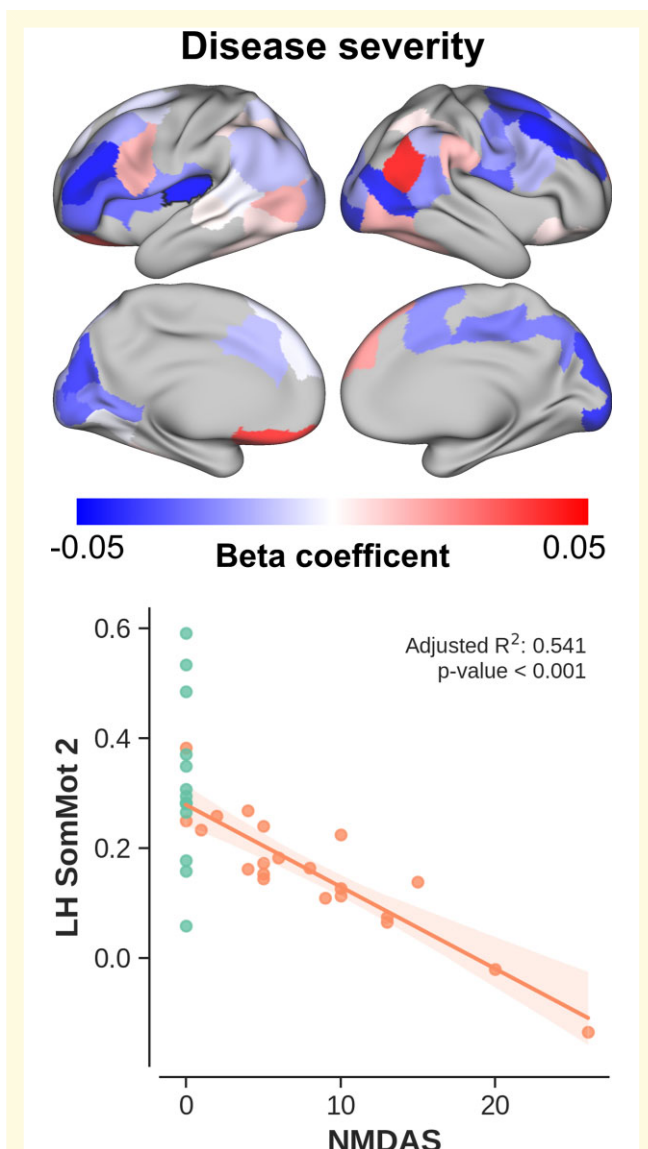 Disease severity
-0.05 Beta coefficent 0.05
Adjusted R²: 0.541
p-value < 0.001
0.6
0.4
0.2
0.0
LH SomMot 2
0 10 20
NMDAS